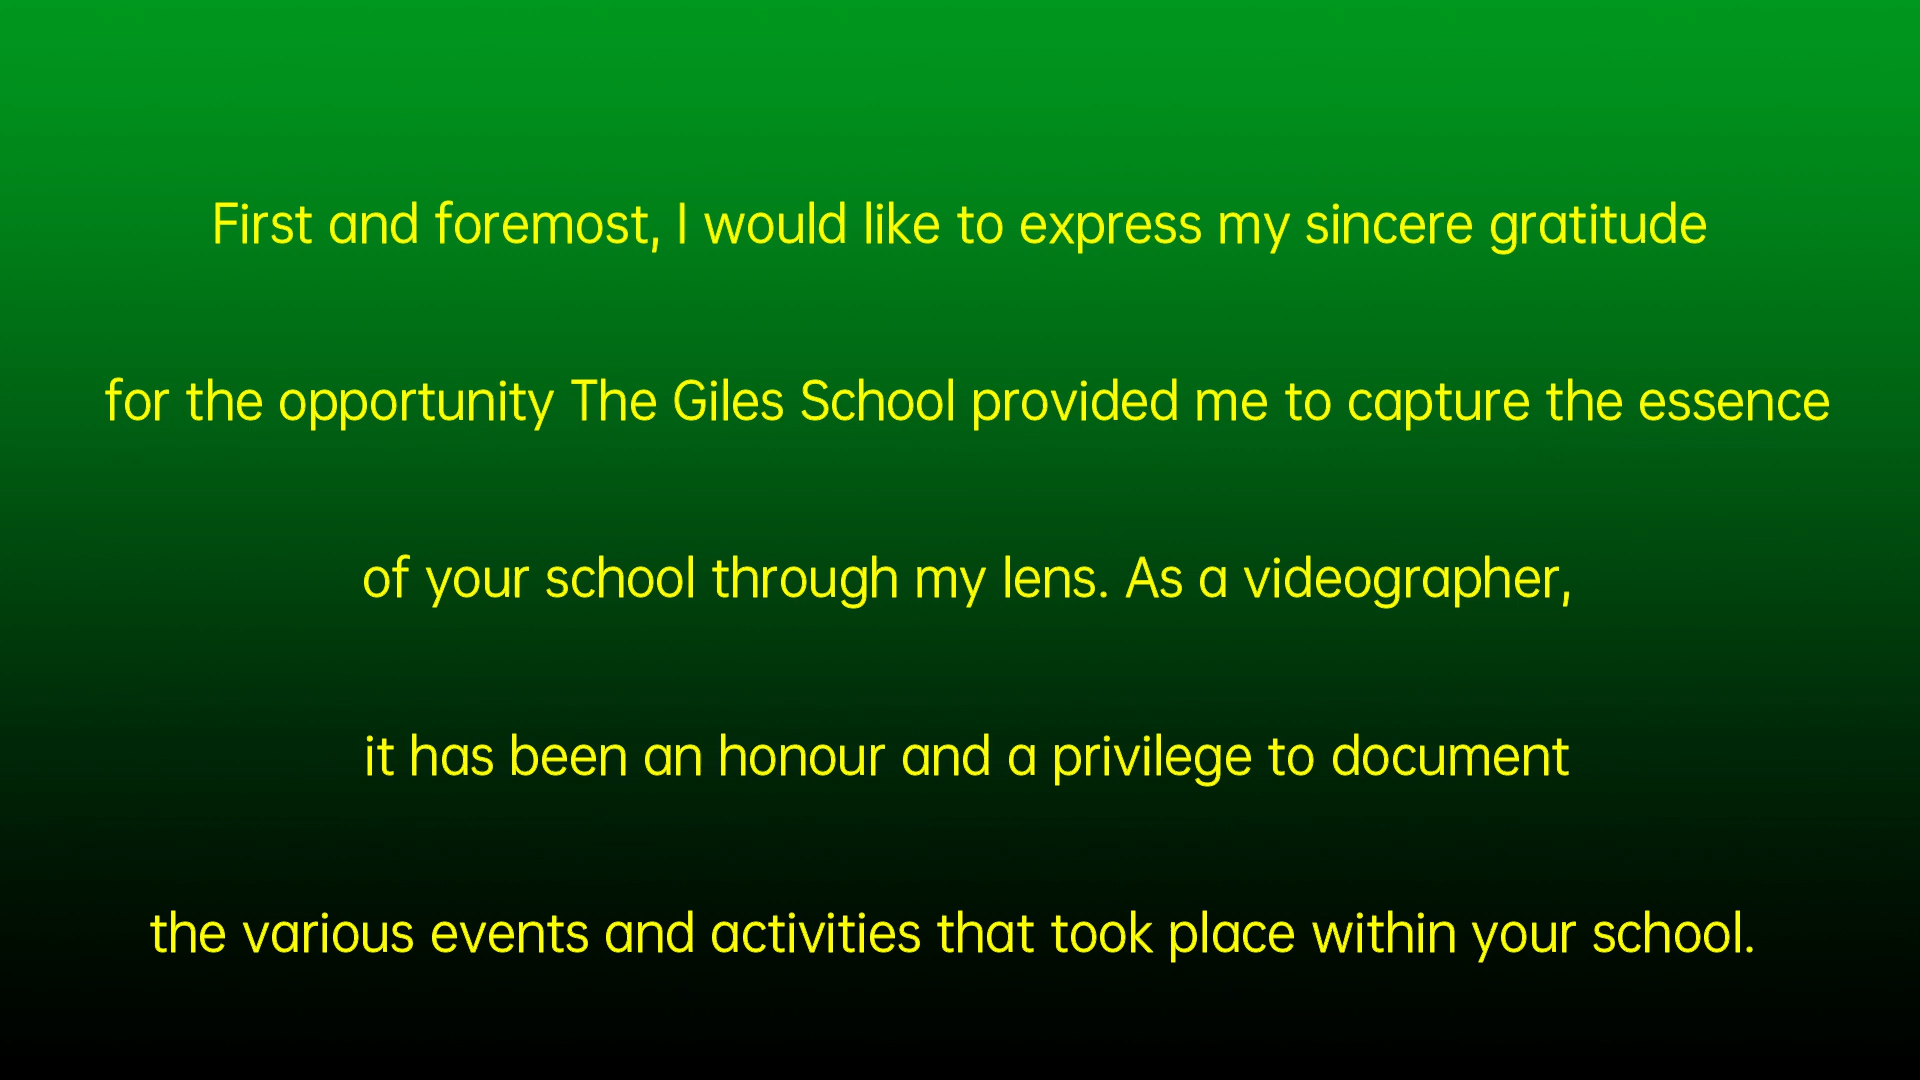 First and foremost, I would like to express my sincere gratitude
for the opportunity The Giles School provided me to capture the essence
of your school through my lens. As a videographer,
it has been an honour and a privilege to document
the various events and activities that took place within your school.